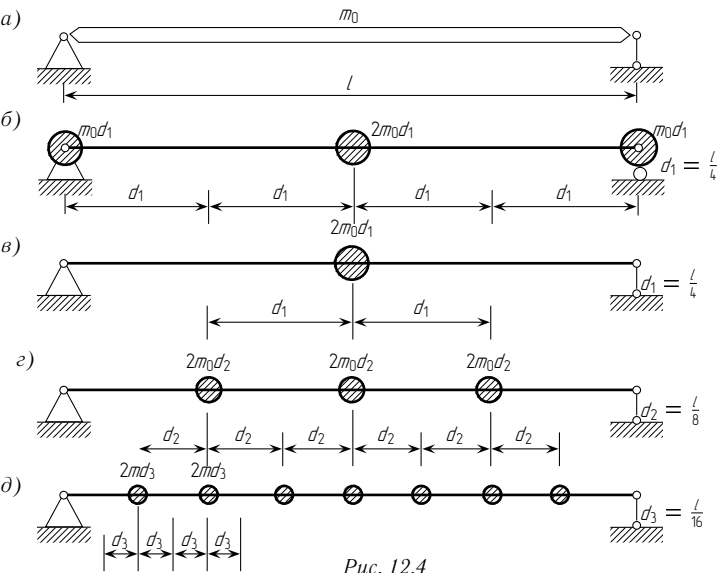 а)
m₀
l
б)
m₀d₁ 2m₀d₁ m₀d₁
d₁ = l/4
d₁ d₁ d₁ d₁
в)
2m₀d₁
d₁ = l/4
d₁ d₁
г)
2m₀d₂ 2m₀d₂ 2m₀d₂
d₂ = l/8
d₂ d₂ d₂ d₂ d₂ d₂
д)
2md₃ 2md₃
d₃ = l/16
d₃ d₃ d₃ d₃
Рис. 12.4